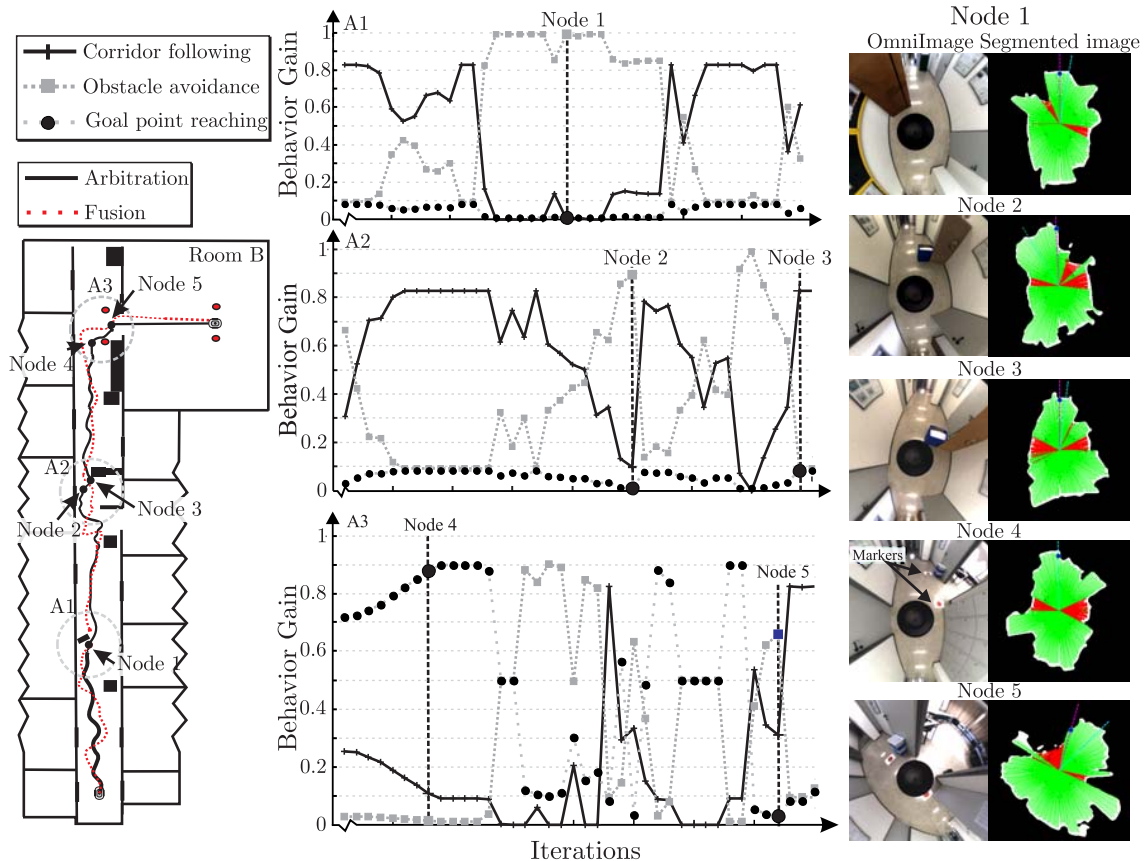 Corridor following
Obstacle avoidance
Goal point reaching
Arbitration
Fusion
Room B
A3
Node 5
Node 4
A2
Node 3
Node 2
A1
Node 1
A1
Node 1
Behavior Gain
1
0.8
0.6
0.4
0.2
0
A2
Node 2
Node 3
Behavior Gain
1
0.8
0.6
0.4
0.2
0
A3
Node 4
Node 5
Behavior Gain
1
0.8
0.6
0.4
0.2
0
Iterations
Node 1
OmniImage Segmented image
Node 2
Node 3
Node 4
Markers
Node 5